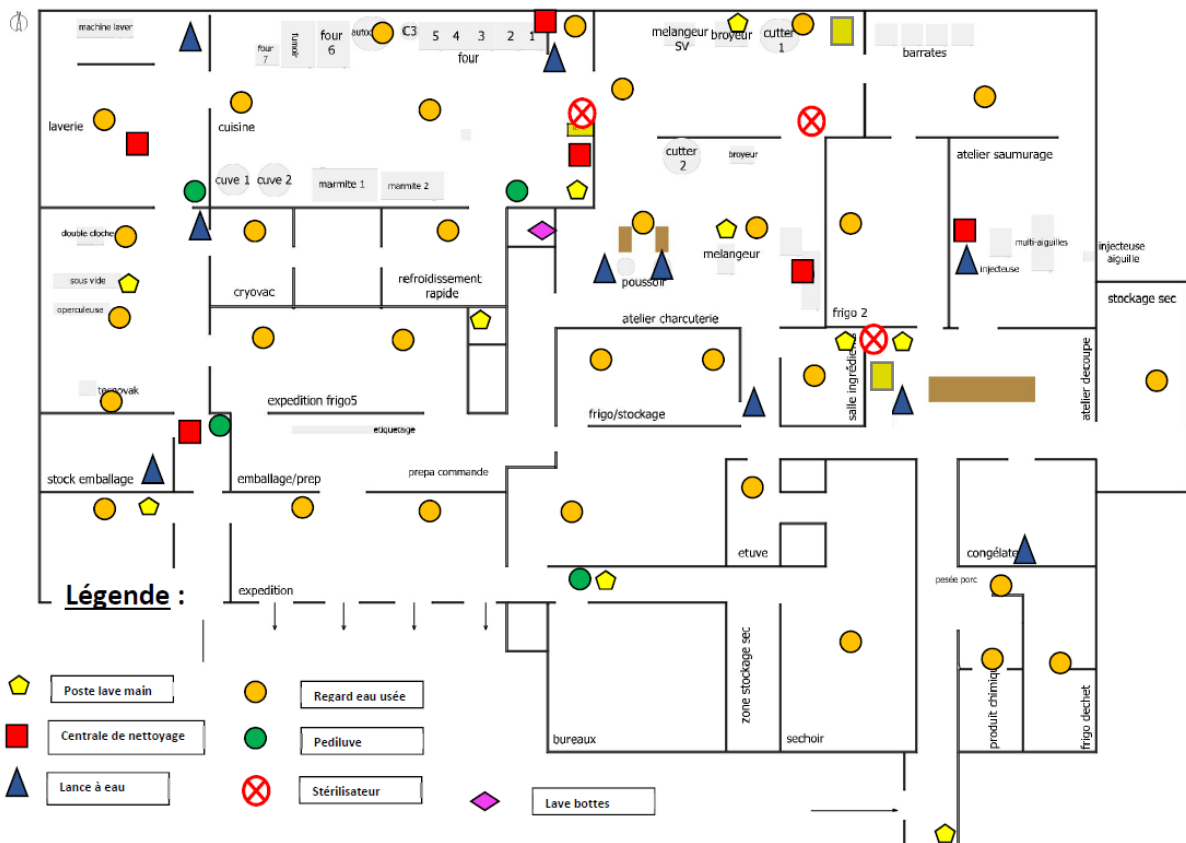 machine laver
fumoir
four
7
four
6
C3
5 4 3 2 1
four
melangeur
SV
broyeur
cutter
1
barrates
laverie
cuisine
cutter
2
broyeur
atelier saumurage
cuve 1
cuve 2
marmite 1
marmite 2
double cloche
sous vide
operculeuse
cryovac
refroidissement
rapide
poussoir
melangeur
multi-aiguilles
injecteuse
injecteuse
aiguille
stockage sec
atelier charcuterie
frigo 2
salle ingrédients
atelier decoupe
expedition frigo5
frigo/stockage
etiquetage
stock emballage
emballage/prep
prepa commande
etuve
congélate
pesée porc
expedition
zone stockage sec
produit chimiq
frigo dechet
bureaux
sechoir
Légende :
Poste lave main
Regard eau usée
Centrale de nettoyage
Pediluve
Lance à eau
Stérilisateur
Lave bottes